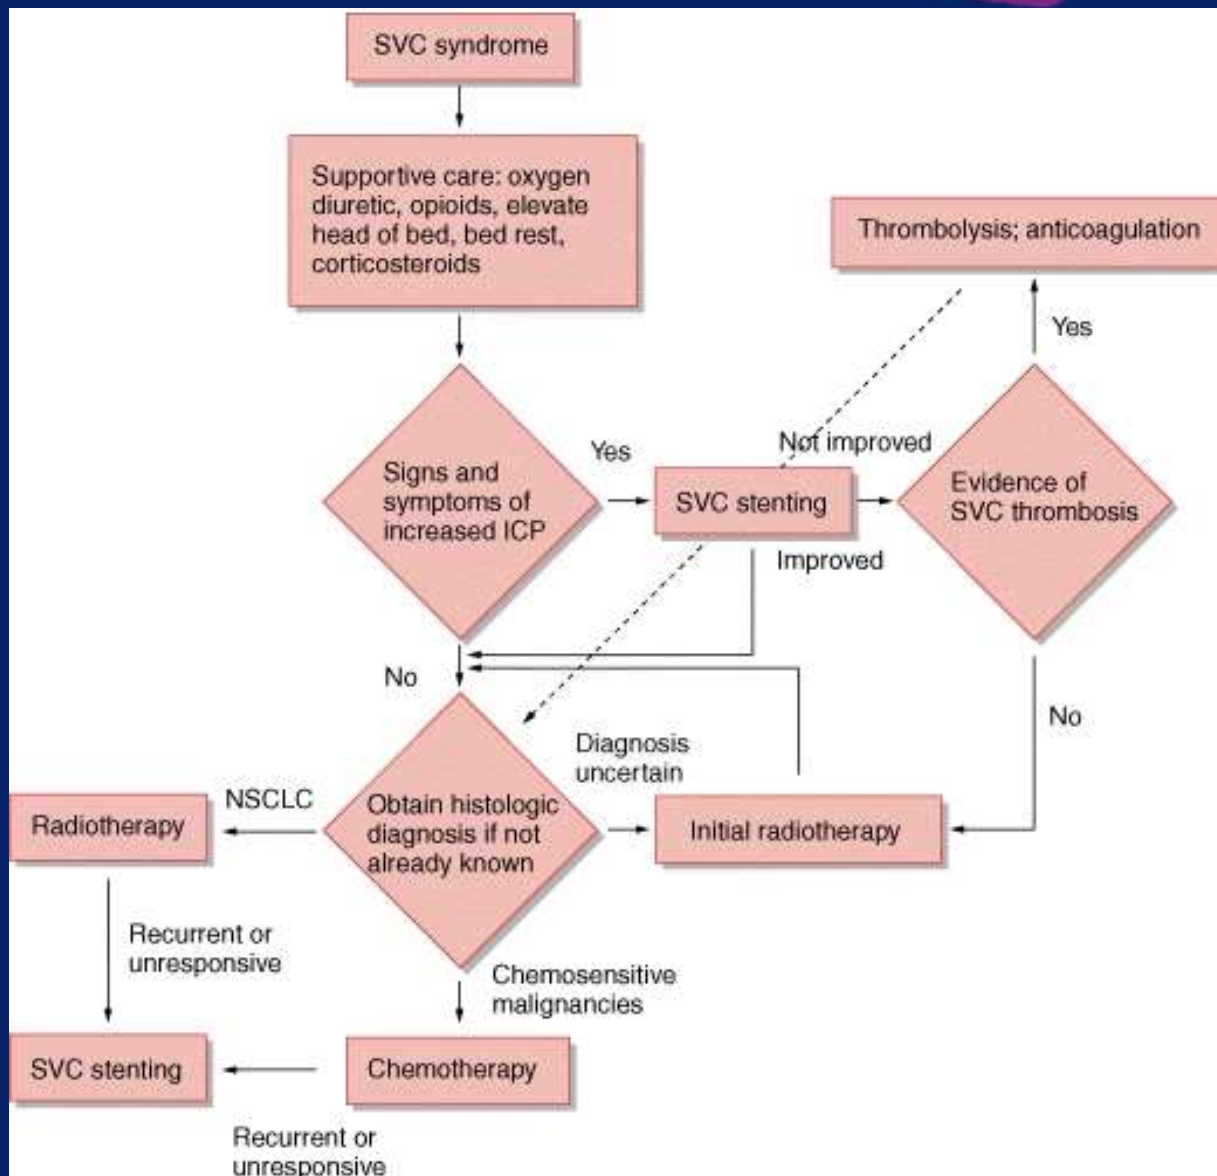 SVC syndrome
Supportive care: oxygen
diuretic, opioids, elevate
head of bed, bed rest,
corticosteroids
Thrombolysis; anticoagulation
Yes
Signs and
symptoms of
increased ICP
Yes
SVC stenting
Not improved
Improved
Evidence of
SVC thrombosis
No
No
Obtain histologic
diagnosis if not
already known
Diagnosis
uncertain
Initial radiotherapy
NSCLC
Radiotherapy
Recurrent or
unresponsive
Chemosensitive
malignancies
SVC stenting
Chemotherapy
Recurrent or
unresponsive